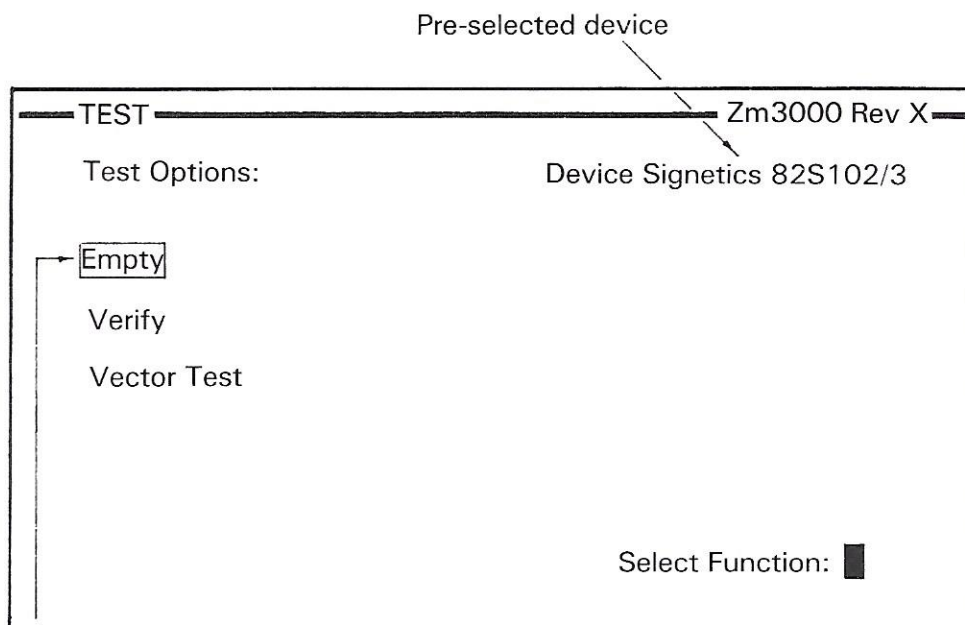 Pre-selected device
TEST Zm3000 Rev X
Test Options: Device Signetics 82S102/3
Empty
Verify
Vector Test
Select Function: